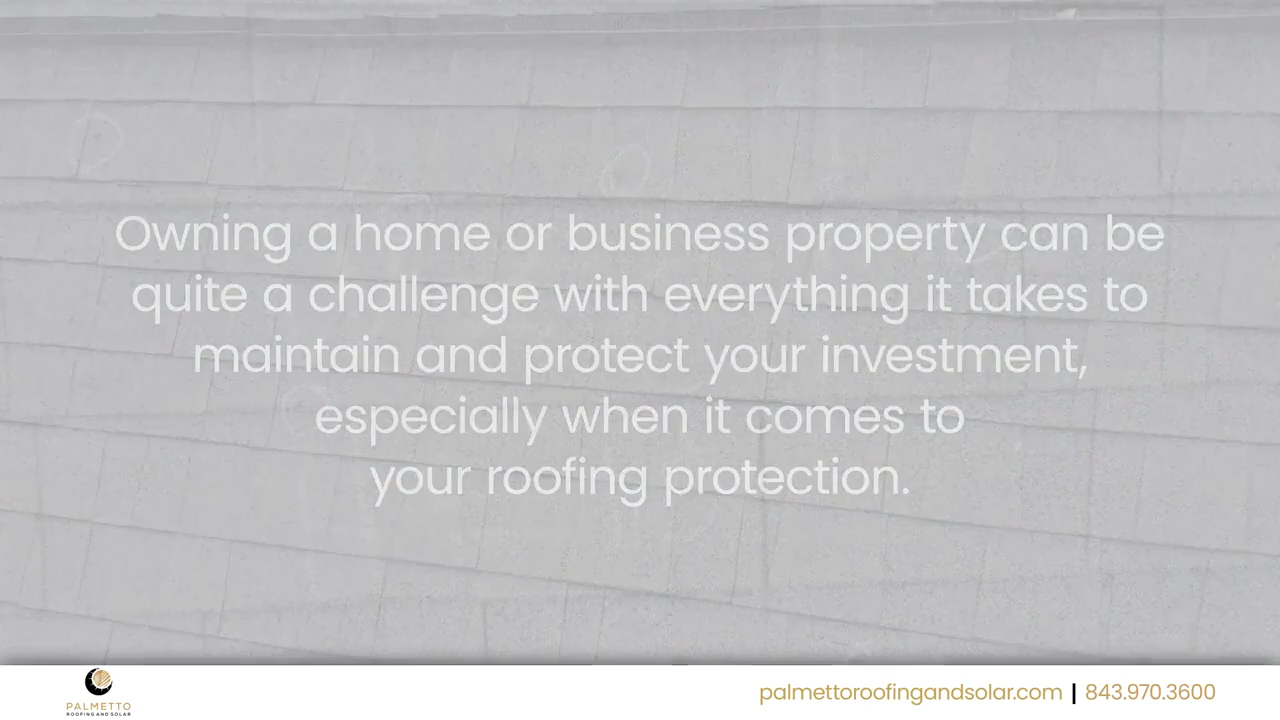 Owning a home or business property can be
quite a challenge with everything it takes to
maintain and protect your investment,
especially when it comes to
your roofing protection.
PALMETTO
ROOFING AND SOLAR
palmettoroofingandsolar.com | 843.970.3600